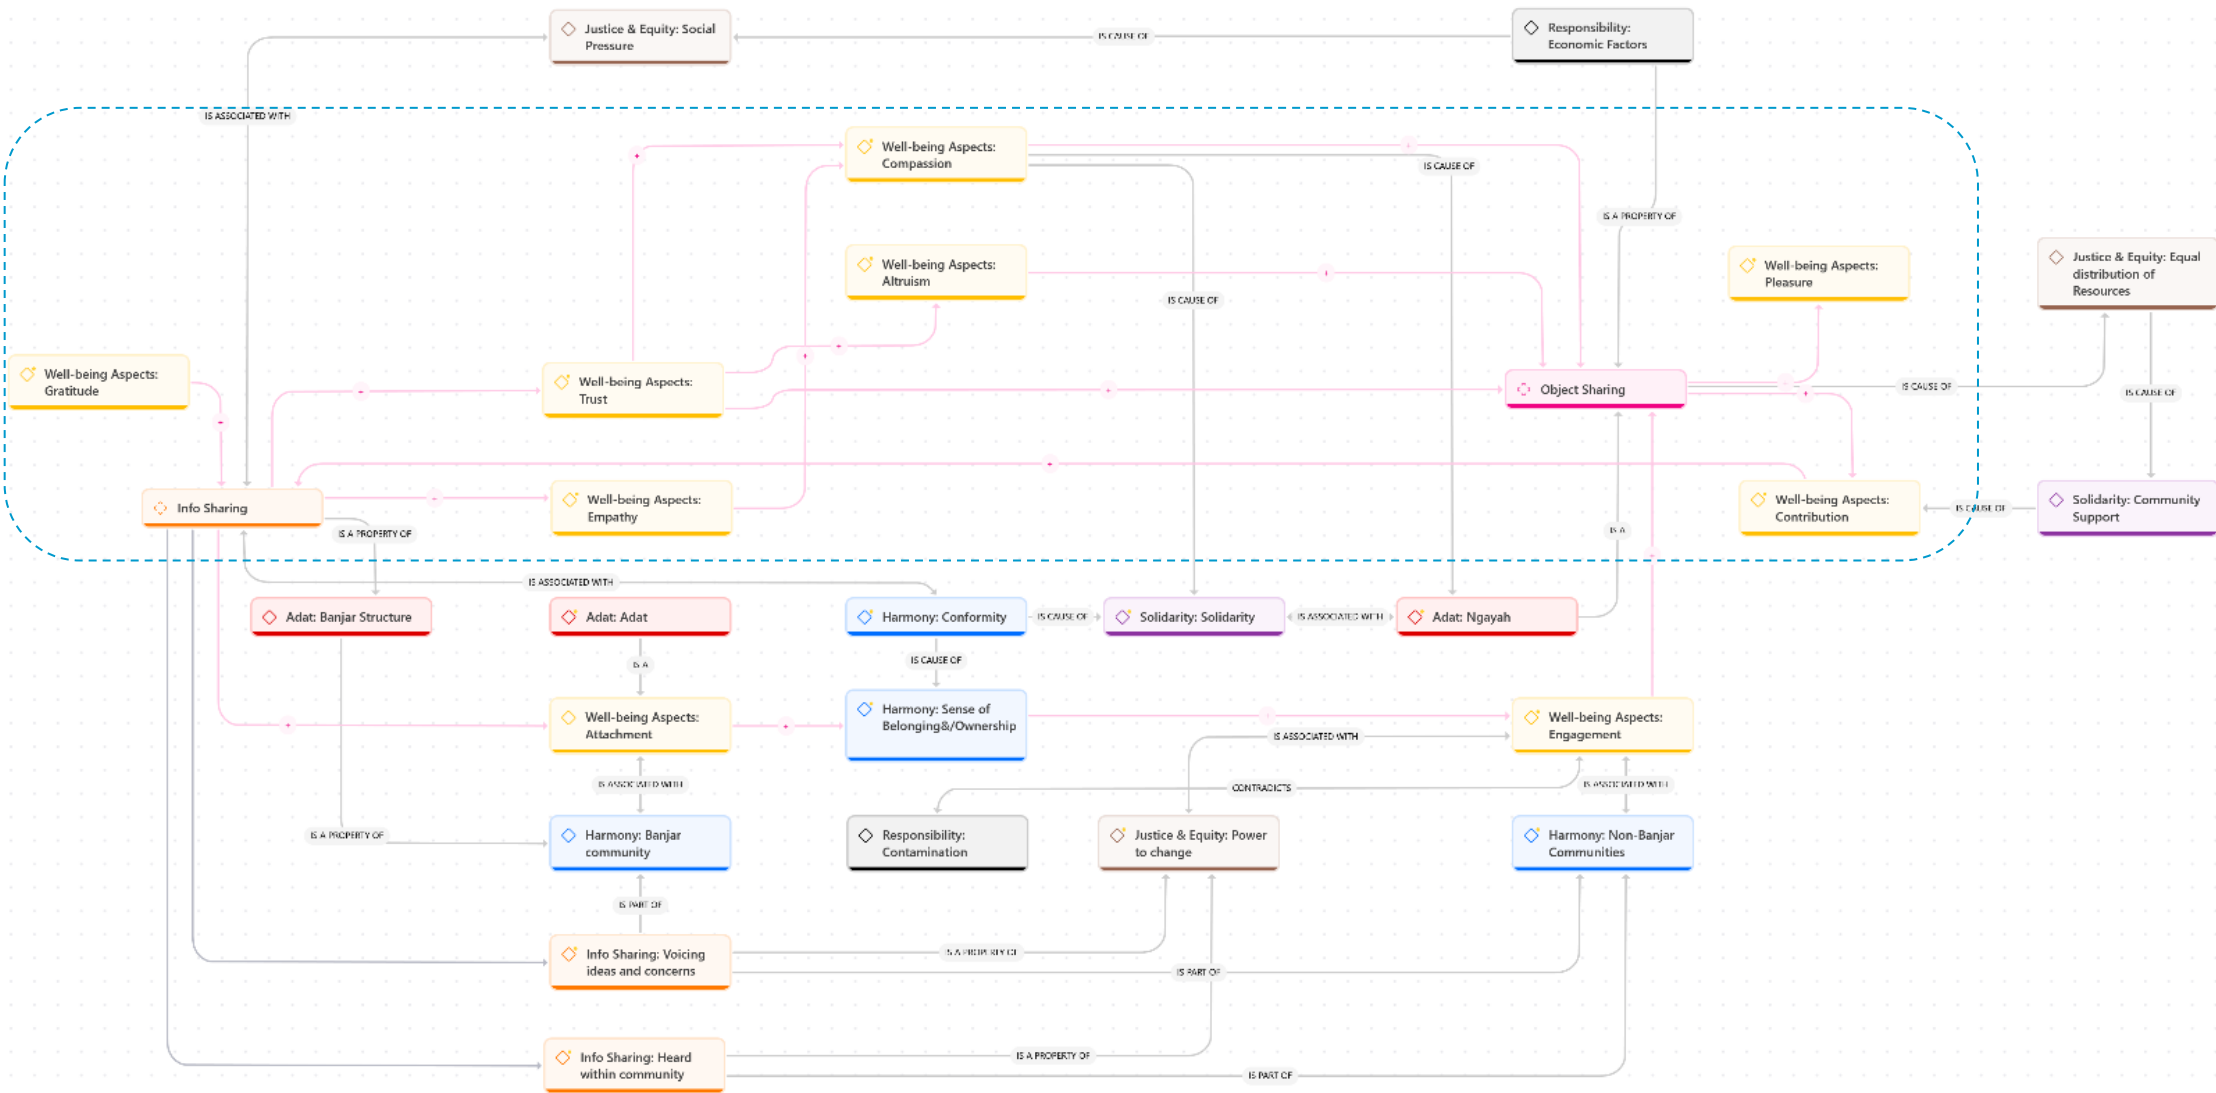 Justice & Equity: Social
Pressure
IS CAUSE OF
Responsibility:
Economic Factors
IS ASSOCIATED WITH
Well-being Aspects:
Compassion
IS CAUSE OF
IS A PROPERTY OF
Well-being Aspects:
Altruism
IS CAUSE OF
Well-being Aspects:
Pleasure
Justice & Equity: Equal
distribution of
Resources
Well-being Aspects:
Gratitude
Well-being Aspects:
Trust
Object Sharing
IS CAUSE OF
IS CAUSE OF
Info Sharing
IS A PROPERTY OF
Well-being Aspects:
Empathy
IS A
Well-being Aspects:
Contribution
IS CAUSE OF
Solidarity: Community
Support
IS ASSOCIATED WITH
Adat: Banjar Structure
Adat: Adat
Harmony: Conformity
IS CAUSE OF
Solidarity: Solidarity
IS ASSOCIATED WITH
Adat: Ngayah
IS A
IS CAUSE OF
Well-being Aspects:
Attachment
Harmony: Sense of
Belonging&/Ownership
IS ASSOCIATED WITH
Well-being Aspects:
Engagement
IS ASSOCIATED WITH
CONTRADICTS
IS ASSOCIATED WITH
IS A PROPERTY OF
Harmony: Banjar
community
Responsibility:
Contamination
Justice & Equity: Power
to change
Harmony: Non-Banjar
Communities
IS PART OF
Info Sharing: Voicing
ideas and concerns
IS A PROPERTY OF
IS PART OF
Info Sharing: Heard
within community
IS A PROPERTY OF
IS PART OF